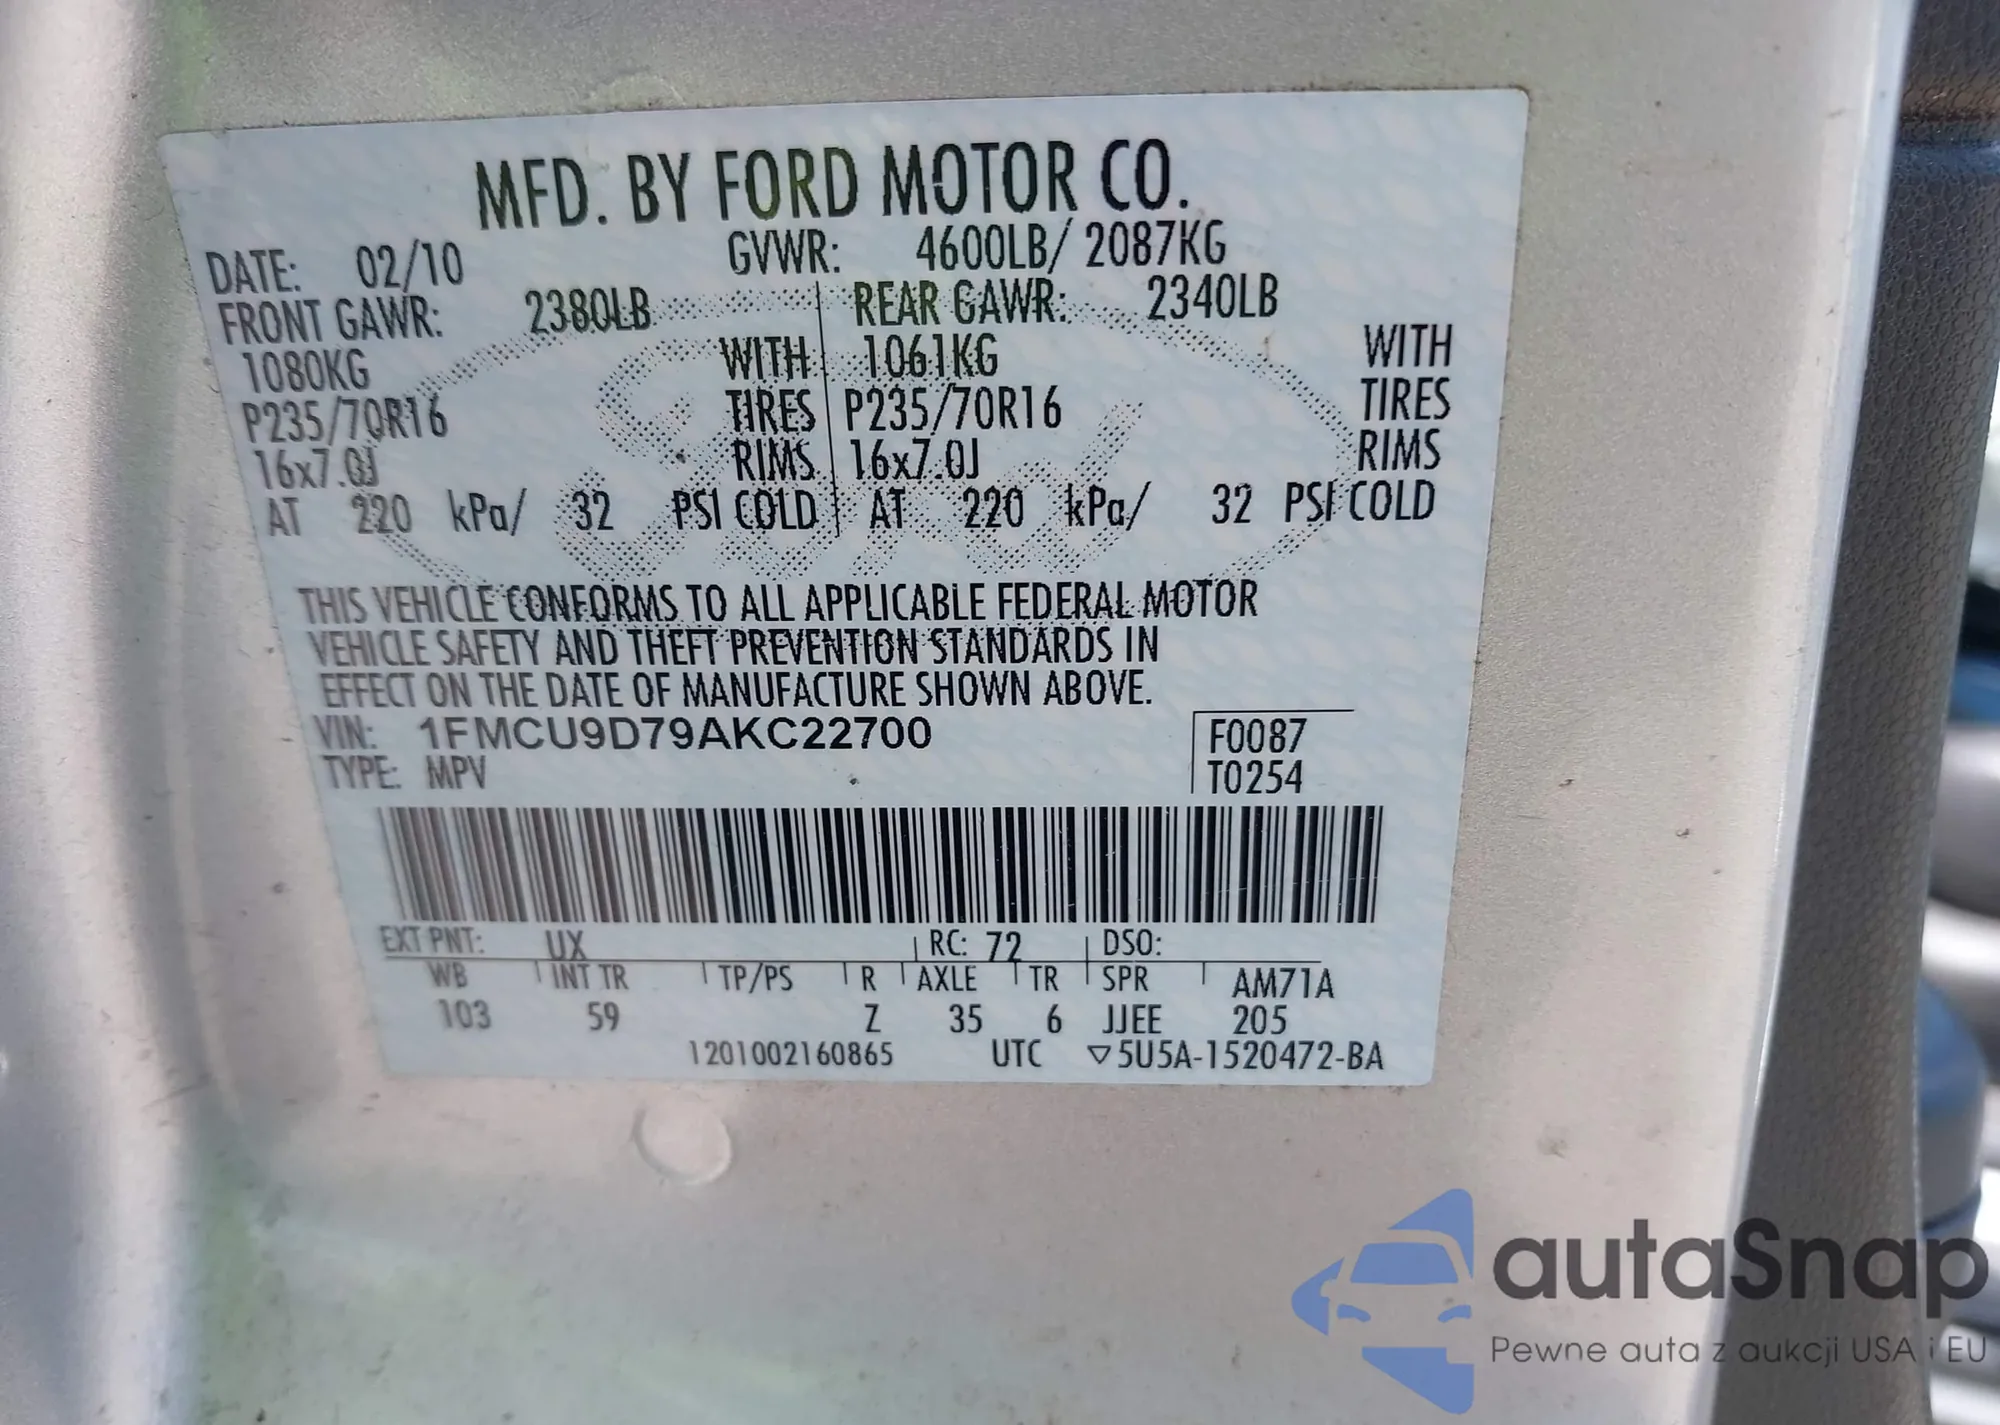 MFD. BY FORD MOTOR CO.
DATE: 02/10 GVWR: 4600LB/ 2087KG
FRONT GAWR: 2380LB REAR GAWR: 2340LB
1080KG WITH 1061KG WITH
P235/70R16 TIRES P235/70R16 TIRES
16x7.0J RIMS 16x7.0J RIMS
AT 220 kPa/ 32 PSI COLD AT 220 kPa/ 32 PSI COLD
THIS VEHICLE CONFORMS TO ALL APPLICABLE FEDERAL MOTOR
VEHICLE SAFETY AND THEFT PREVENTION STANDARDS IN
EFFECT ON THE DATE OF MANUFACTURE SHOWN ABOVE.
VIN: 1FMCU9D79AKC22700 F0087
TYPE: MPV T0254
EXT PNT: UX RC: 72 DSO:
WB INT TR TP/PS R AXLE TR SPR AM71A
103 59 Z 35 6 JJEE 205
1201002160865 UTC ▽5U5A-1520472-BA
autaSnap
Pewne auta z aukcji USA i EU